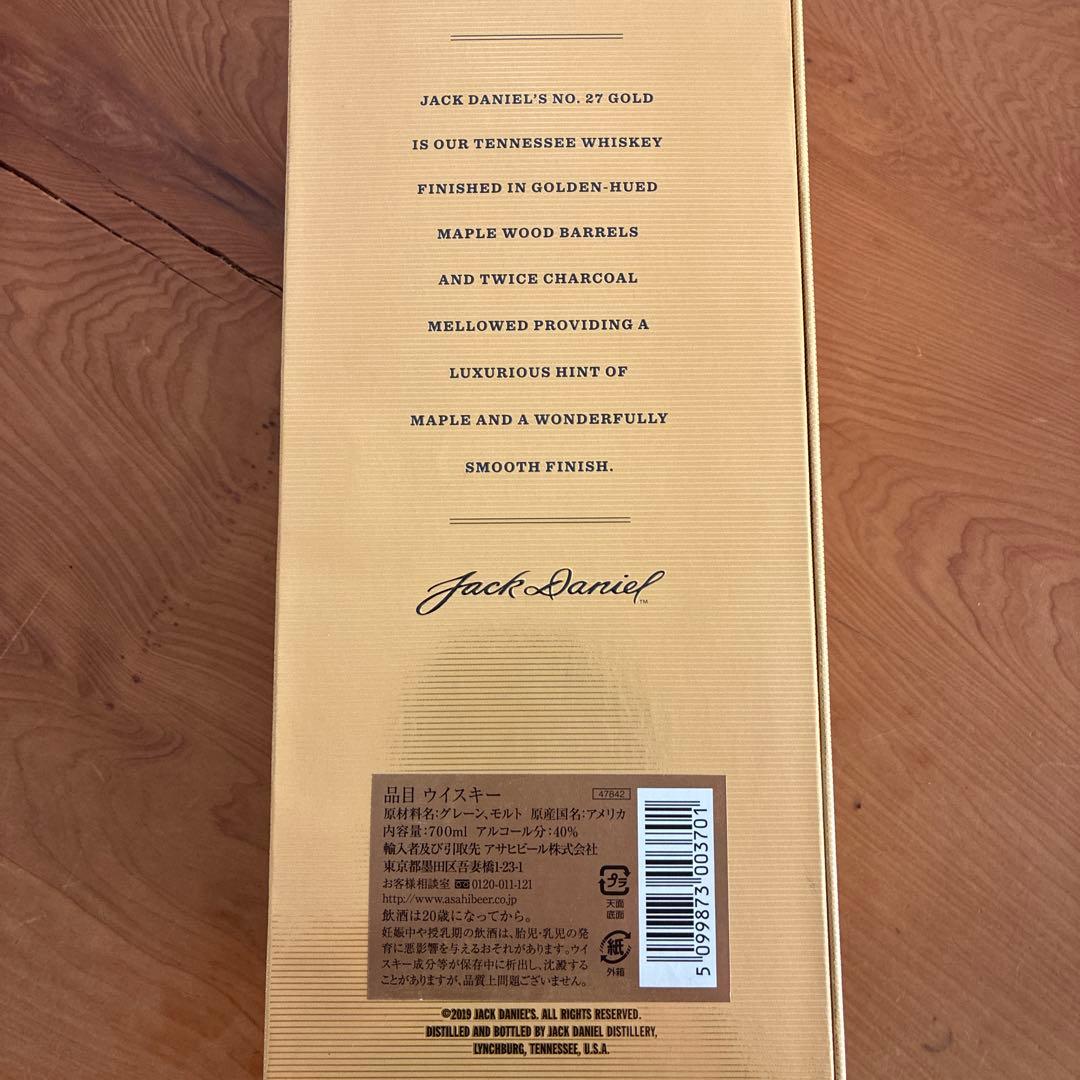 JACK DANIEL'S NO. 27 GOLD
IS OUR TENNESSEE WHISKEY
FINISHED IN GOLDEN-HUED
MAPLE WOOD BARRELS
AND TWICE CHARCOAL
MELLOWED PROVIDING A
LUXURIOUS HINT OF
MAPLE AND A WONDERFULLY
SMOOTH FINISH.
Jack Daniel TM
品目 ウイスキー 47842
原材料名:グレーン、モルト 原産国名:アメリカ
内容量:700ml アルコール分:40%
輸入者及び引取先 アサヒビール株式会社
東京都墨田区吾妻橋1-23-1
お客様相談室 0120-011-121
http://www.asahibeer.co.jp
飲酒は20歳になってから。
妊娠中や授乳期の飲酒は、胎児・乳児の発
育に悪影響を与えるおそれがあります。ウイ
スキー成分等が保存中に析出し、沈澱する
ことがありますが、品質上問題ございません。
プラ
天面
底面
紙
外箱
5 099873 003701
©2019 JACK DANIEL'S. ALL RIGHTS RESERVED.
DISTILLED AND BOTTLED BY JACK DANIEL DISTILLERY,
LYNCHBURG, TENNESSEE, U.S.A.